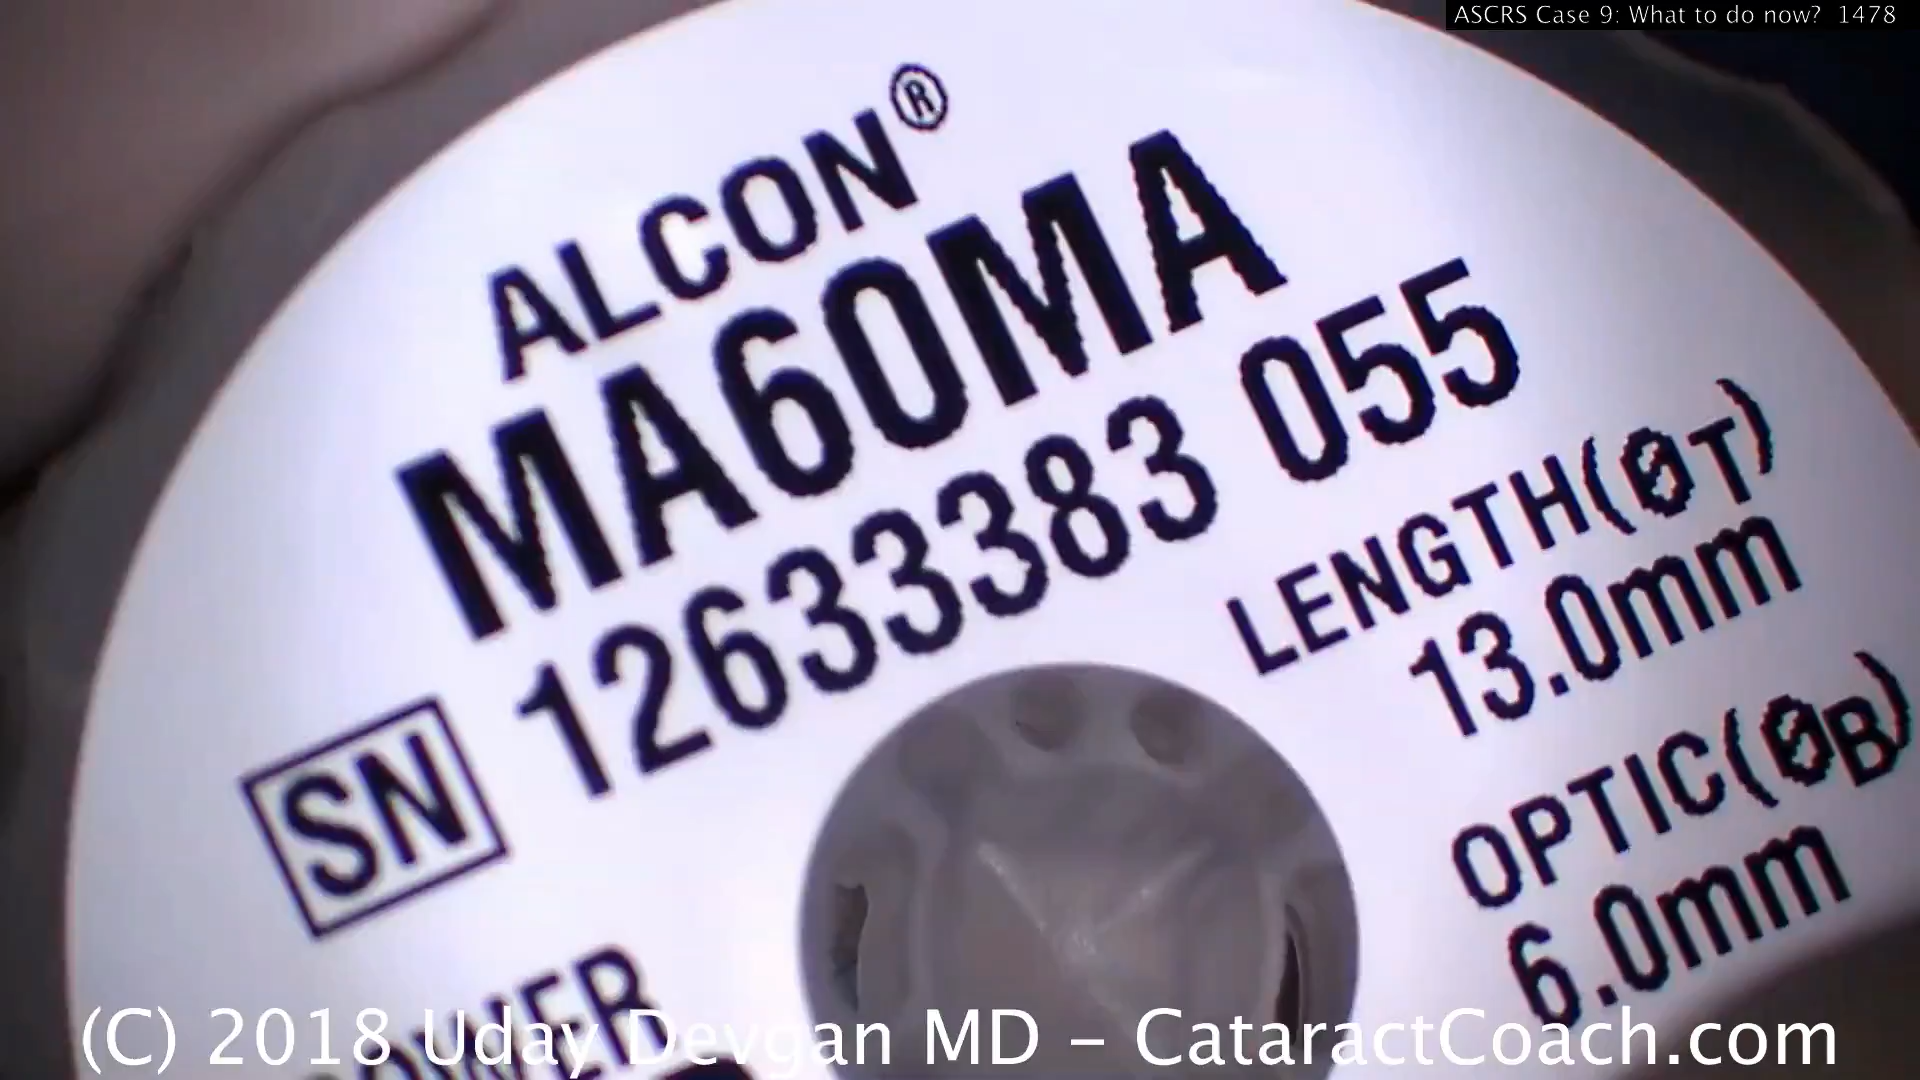 ASCRS Case 9: What to do now? 1478
ALCON®
MA60MA
SN 12633383 055
LENGTH(ØT)
13.0mm
OPTIC(ØB)
6.0mm
POWER
(C) 2018 Uday Devgan MD – CataractCoach.com